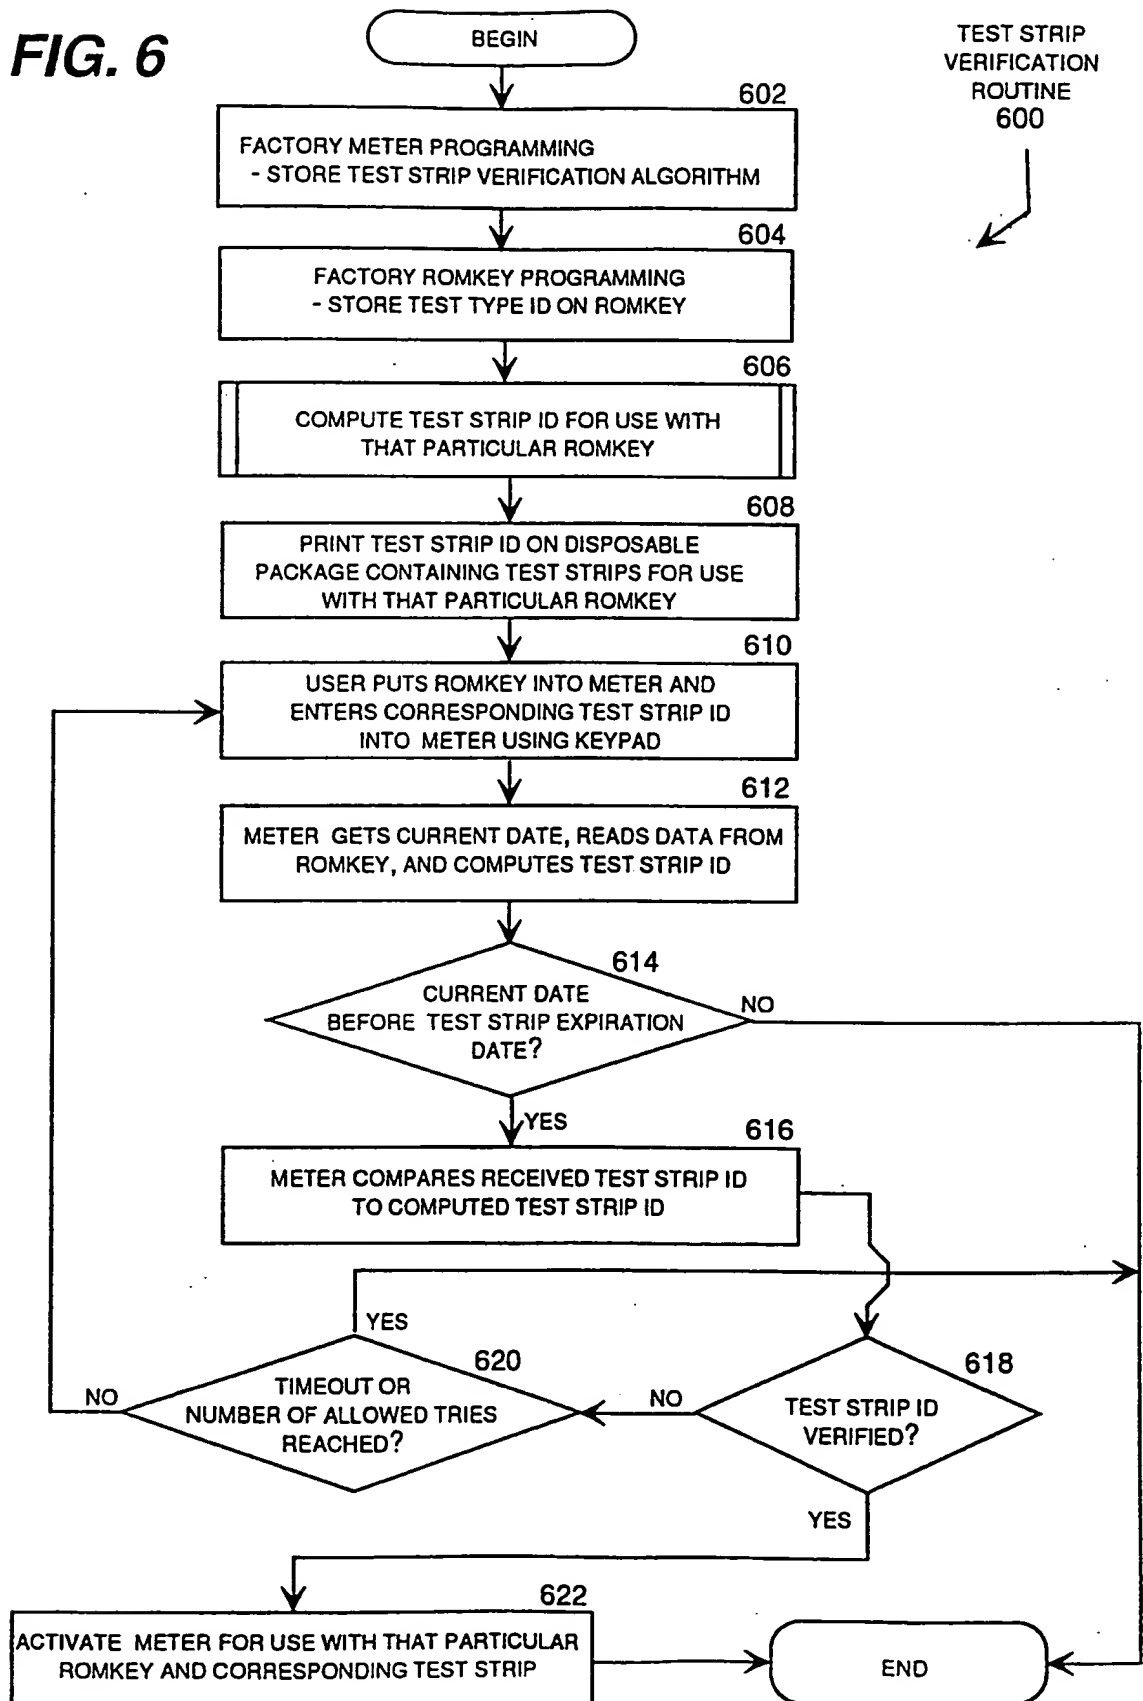 FIG. 6
BEGIN
TEST STRIP
VERIFICATION
ROUTINE
600
602
FACTORY METER PROGRAMMING
- STORE TEST STRIP VERIFICATION ALGORITHM
604
FACTORY ROMKEY PROGRAMMING
- STORE TEST TYPE ID ON ROMKEY
606
COMPUTE TEST STRIP ID FOR USE WITH
THAT PARTICULAR ROMKEY
608
PRINT TEST STRIP ID ON DISPOSABLE
PACKAGE CONTAINING TEST STRIPS FOR USE
WITH THAT PARTICULAR ROMKEY
610
USER PUTS ROMKEY INTO METER AND
ENTERS CORRESPONDING TEST STRIP ID
INTO METER USING KEYPAD
612
METER GETS CURRENT DATE, READS DATA FROM
ROMKEY, AND COMPUTES TEST STRIP ID
614
CURRENT DATE
BEFORE TEST STRIP EXPIRATION
DATE?
NO
YES
616
METER COMPARES RECEIVED TEST STRIP ID
TO COMPUTED TEST STRIP ID
YES
620
TIMEOUT OR
NUMBER OF ALLOWED TRIES
REACHED?
NO
NO
618
TEST STRIP ID
VERIFIED?
YES
622
ACTIVATE METER FOR USE WITH THAT PARTICULAR
ROMKEY AND CORRESPONDING TEST STRIP
END